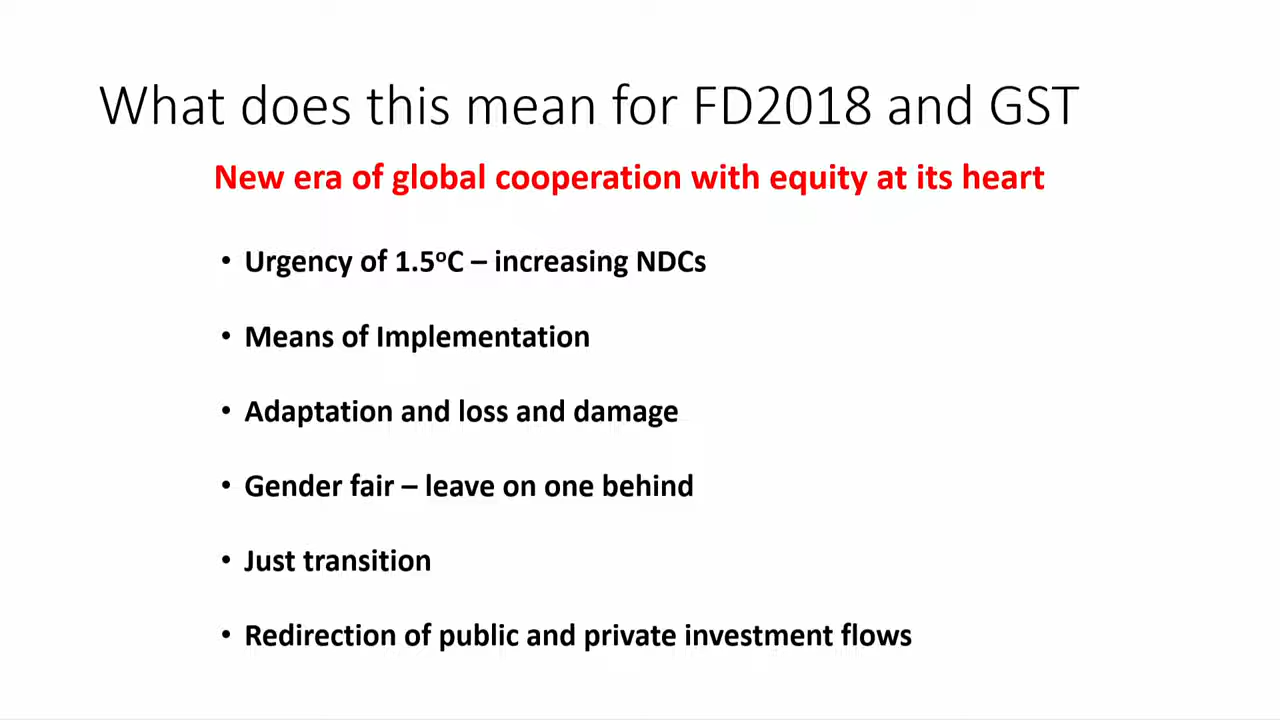 What does this mean for FD2018 and GST
New era of global cooperation with equity at its heart
• Urgency of 1.5ºC – increasing NDCs
• Means of Implementation
• Adaptation and loss and damage
• Gender fair – leave on one behind
• Just transition
• Redirection of public and private investment flows